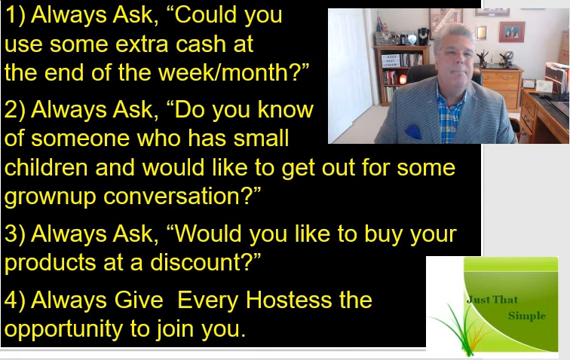 1) Always Ask, “Could you
use some extra cash at
the end of the week/month?”
2) Always Ask, “Do you know
of someone who has small
children and would like to get out for some
grownup conversation?”
3) Always Ask, “Would you like to buy your
products at a discount?”
4) Always Give  Every Hostess the
opportunity to join you.
Just That
Simple